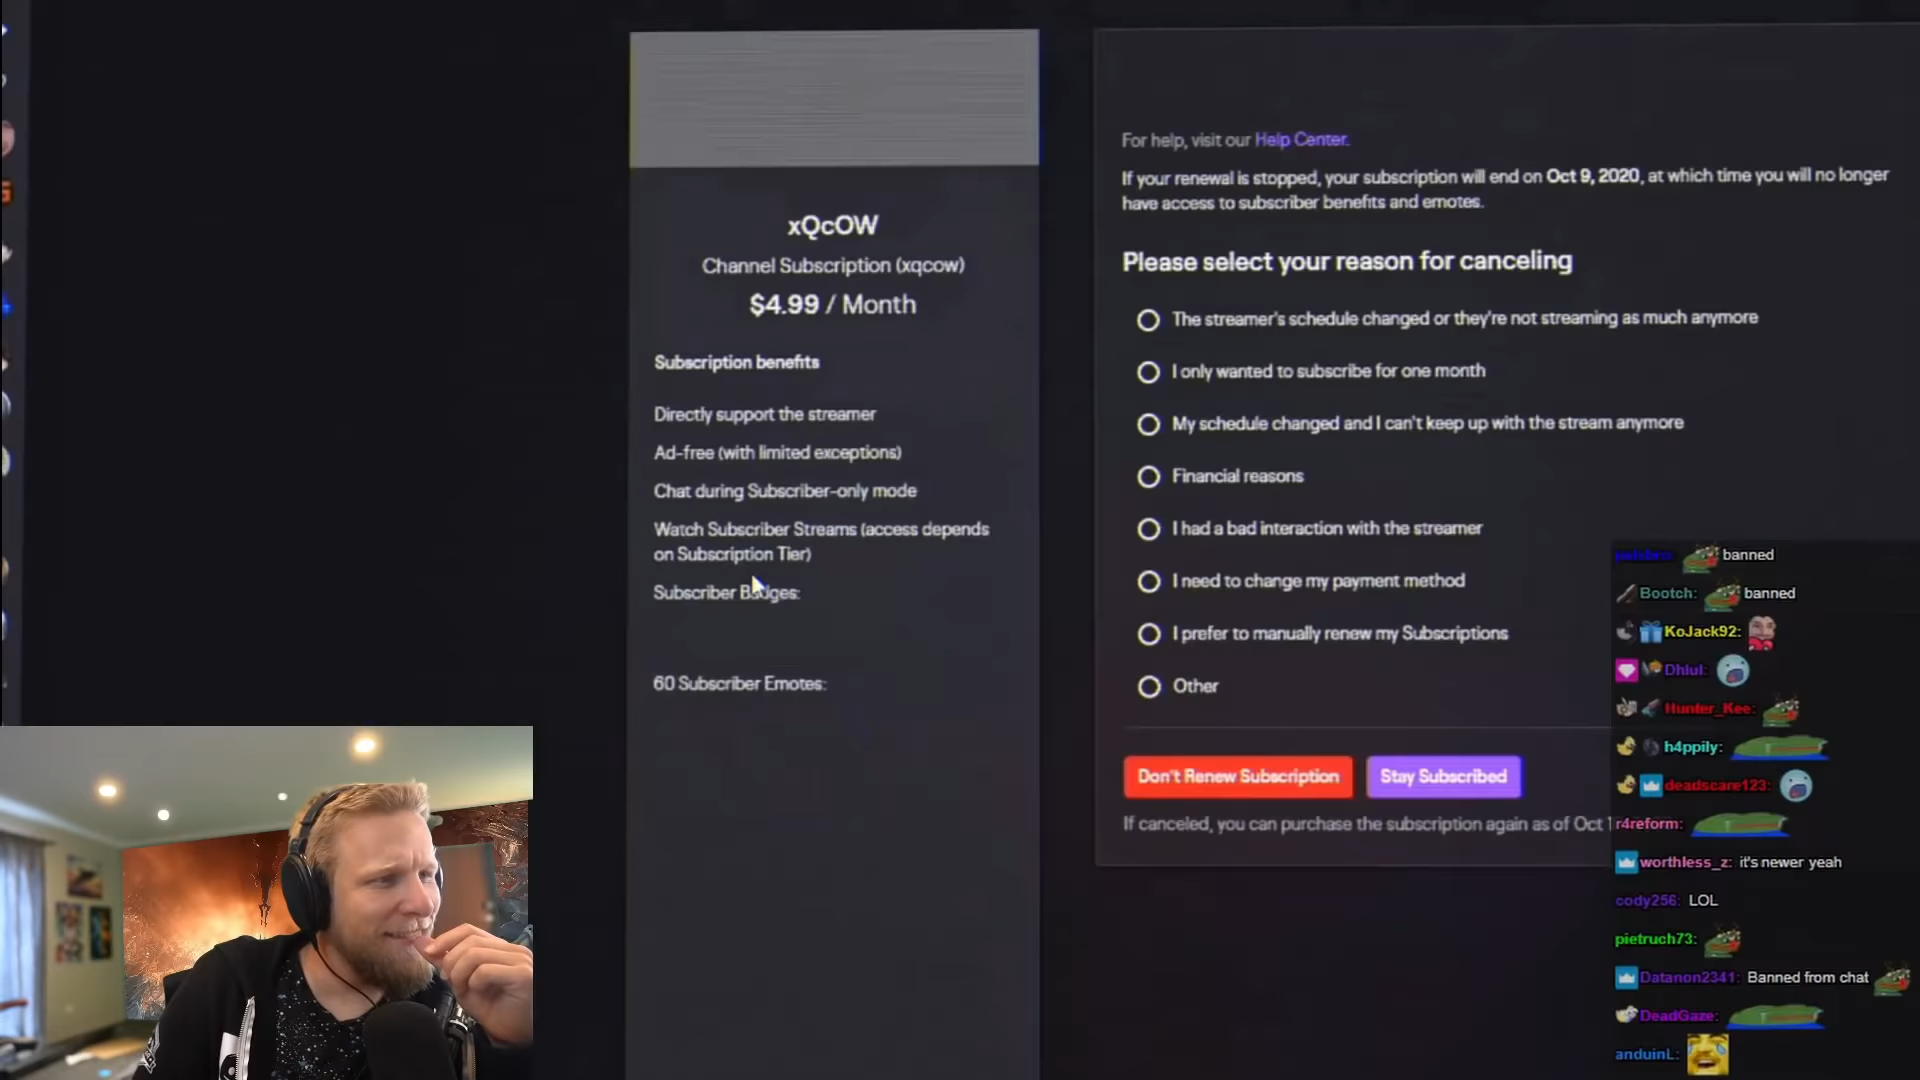 xQcOW
Channel Subscription (xqcow)
$4.99 / Month
Subscription benefits
Directly support the streamer
Ad-free (with limited exceptions)
Chat during Subscriber-only mode
Watch Subscriber Streams (access depends
on Subscription Tier)
Subscriber Badges:
60 Subscriber Emotes:
For help, visit our Help Center.
If your renewal is stopped, your subscription will end on Oct 9, 2020, at which time you will no longer
have access to subscriber benefits and emotes.
Please select your reason for canceling
The streamer's schedule changed or they're not streaming as much anymore
I only wanted to subscribe for one month
My schedule changed and I can't keep up with the stream anymore
Financial reasons
I had a bad interaction with the streamer
I need to change my payment method
I prefer to manually renew my Subscriptions
Other
Don't Renew Subscription
Stay Subscribed
If canceled, you can purchase the subscription again as of Oct
banned
Bootch: banned
KoJack92:
Dhlul:
Hunter_Kee:
h4ppily:
deadscare123:
r4reform:
worthless_z: it's newer yeah
cody256: LOL
pietruch73:
Datanon2341: Banned from chat
DeadGaze:
anduinL: